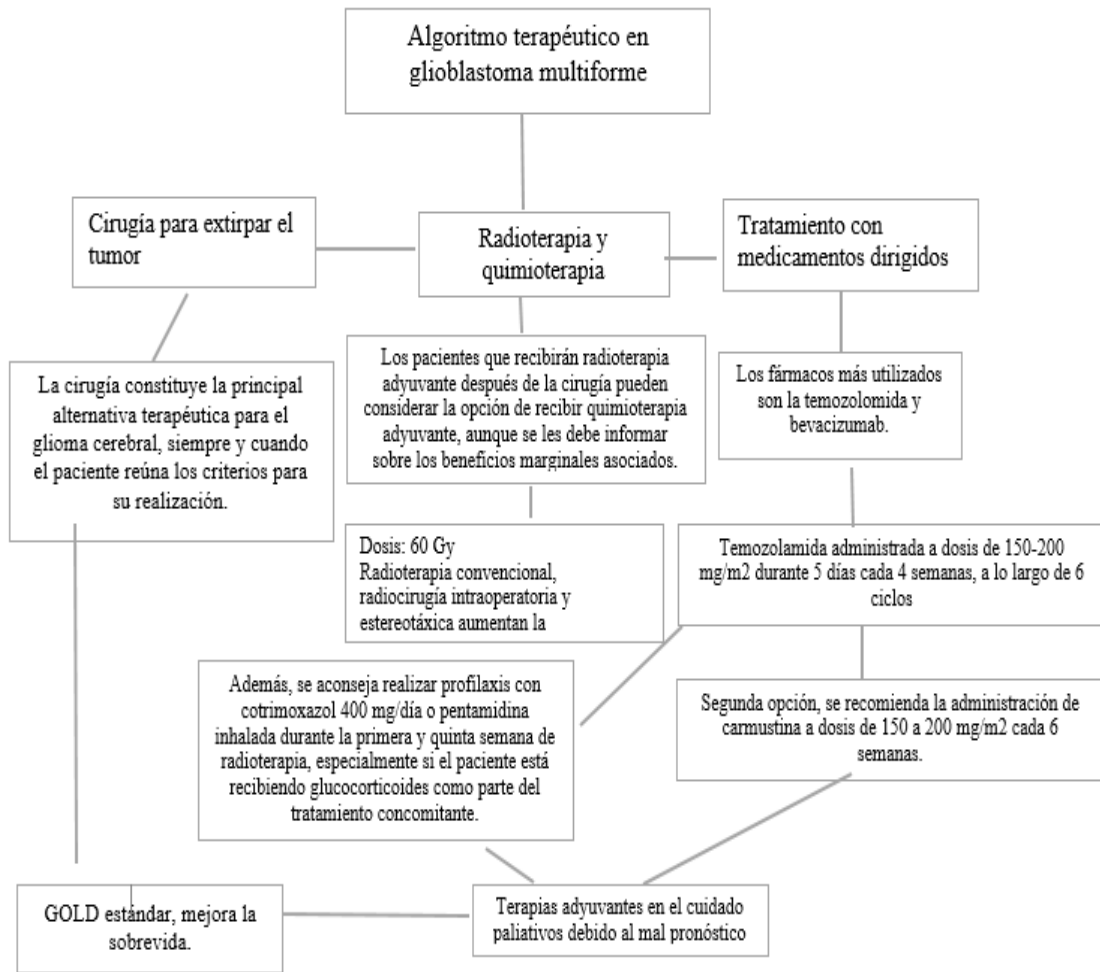 Algoritmo terapéutico en
glioblastoma multiforme
Cirugía para extirpar el
tumor
Radioterapia y
quimioterapia
Tratamiento con
medicamentos dirigidos
La cirugía constituye la principal
alternativa terapéutica para el
glioma cerebral, siempre y cuando
el paciente reúna los criterios para
su realización.
Los pacientes que recibirán radioterapia
adyuvante después de la cirugía pueden
considerar la opción de recibir quimioterapia
adyuvante, aunque se les debe informar
sobre los beneficios marginales asociados.
Los fármacos más utilizados
son la temozolomida y
bevacizumab.
Dosis: 60 Gy
Radioterapia convencional,
radiocirugía intraoperatoria y
estereotáxica aumentan la
Temozolamida administrada a dosis de 150-200
mg/m2 durante 5 días cada 4 semanas, a lo largo de 6
ciclos
Además, se aconseja realizar profilaxis con
cotrimoxazol 400 mg/día o pentamidina
inhalada durante la primera y quinta semana de
radioterapia, especialmente si el paciente está
recibiendo glucocorticoides como parte del
tratamiento concomitante.
Segunda opción, se recomienda la administración de
carmustina a dosis de 150 a 200 mg/m2 cada 6
semanas.
GOLD estándar, mejora la
sobrevida.
Terapias adyuvantes en el cuidado
paliativos debido al mal pronóstico